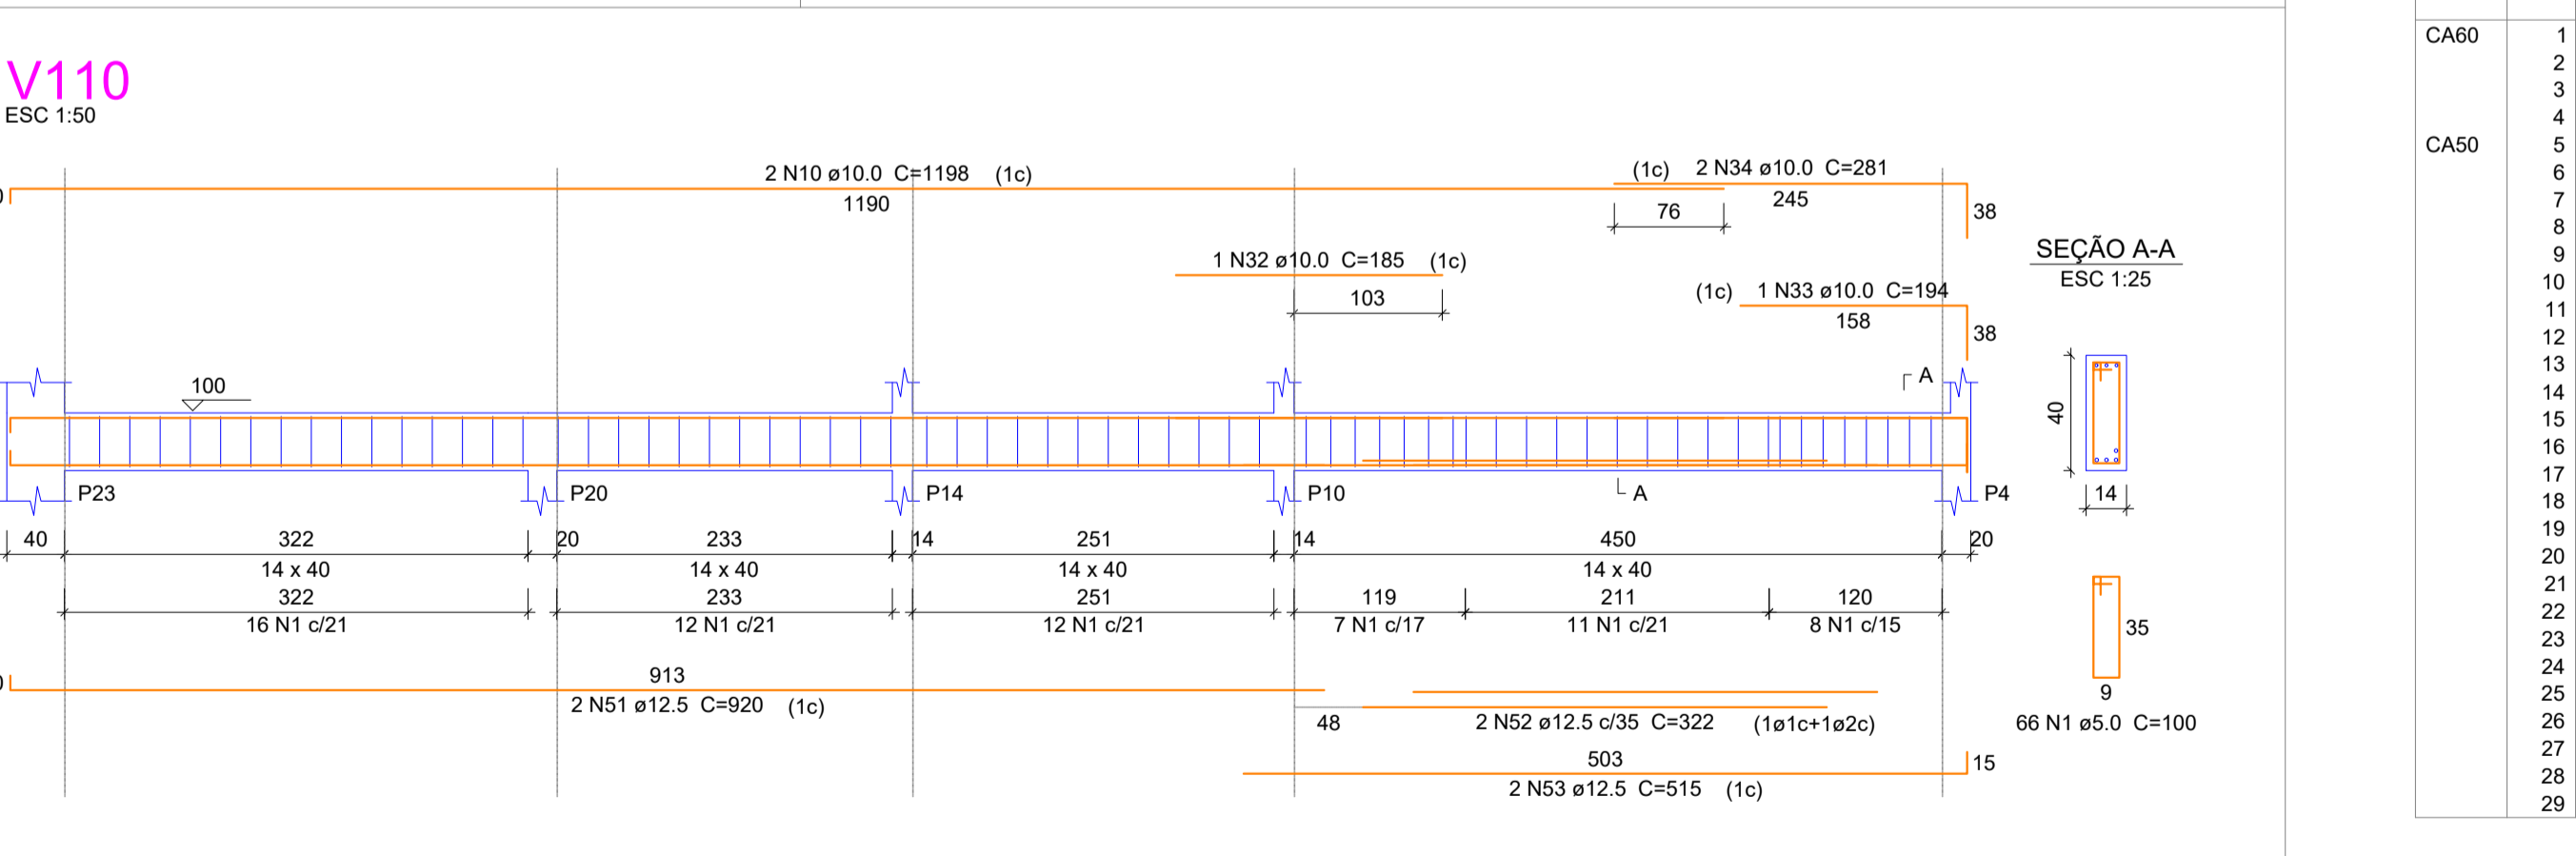 V110
ESC 1:50
2 N10 ø10.0 C=1198 (1c)
1190
(1c) 2 N34 ø10.0 C=281
245
76
38
1 N32 ø10.0 C=185 (1c)
103
(1c) 1 N33 ø10.0 C=194
158
38
100
A
P23
P20
P14
P10
A
P4
40
322
20
233
14
251
14
450
20
14 x 40
14 x 40
14 x 40
14 x 40
322
233
251
119
211
120
16 N1 c/21
12 N1 c/21
12 N1 c/21
7 N1 c/17
11 N1 c/21
8 N1 c/15
913
2 N51 ø12.5 C=920 (1c)
48
2 N52 ø12.5 c/35 C=322 (1ø1c+1ø2c)
503
15
2 N53 ø12.5 C=515 (1c)
SEÇÃO A-A
ESC 1:25
40
14
35
9
66 N1 ø5.0 C=100
CA60 1
2
3
4
CA50 5
6
7
8
9
10
11
12
13
14
15
16
17
18
19
20
21
22
23
24
25
26
27
28
29